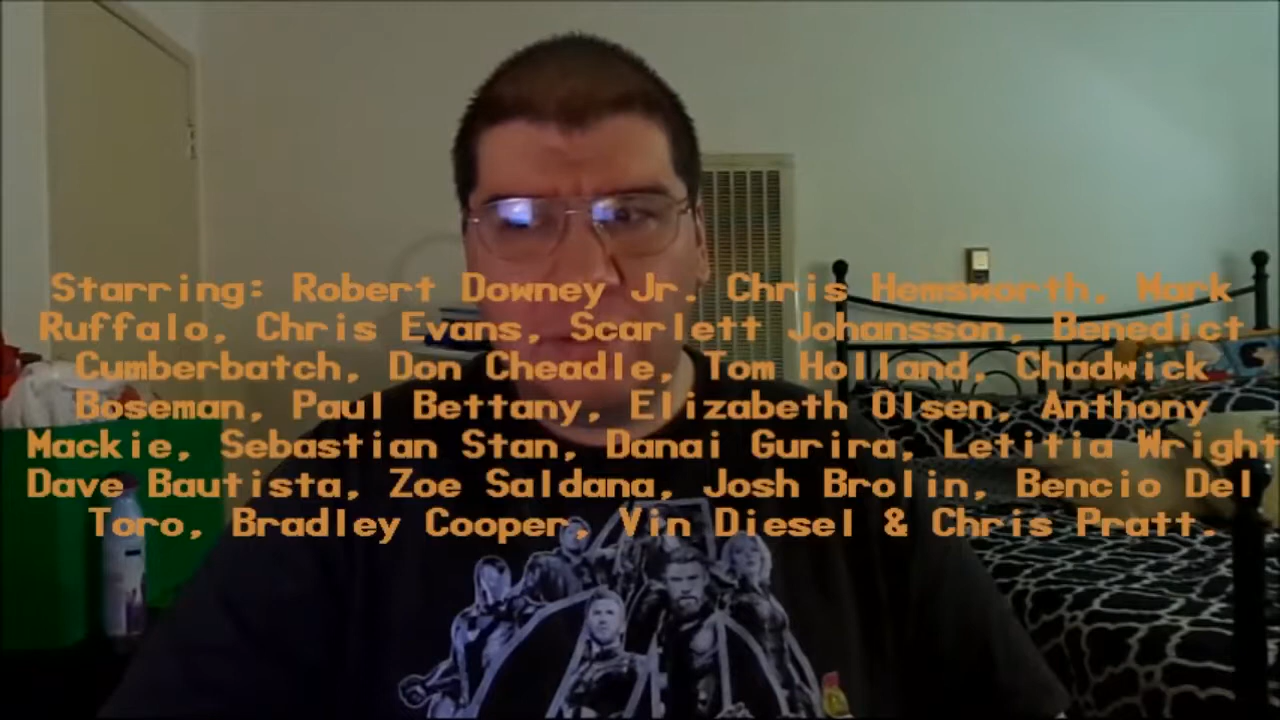 Starring: Robert Downey Jr. Chris Hemsworth, Mark
Ruffalo, Chris Evans, Scarlett Johansson, Benedict
Cumberbatch, Don Cheadle, Tom Holland, Chadwick
Boseman, Paul Bettany, Elizabeth Olsen, Anthony
Mackie, Sebastian Stan, Danai Gurira, Letitia Wright
Dave Bautista, Zoe Saldana, Josh Brolin, Bencio Del
Toro, Bradley Cooper, Vin Diesel & Chris Pratt.